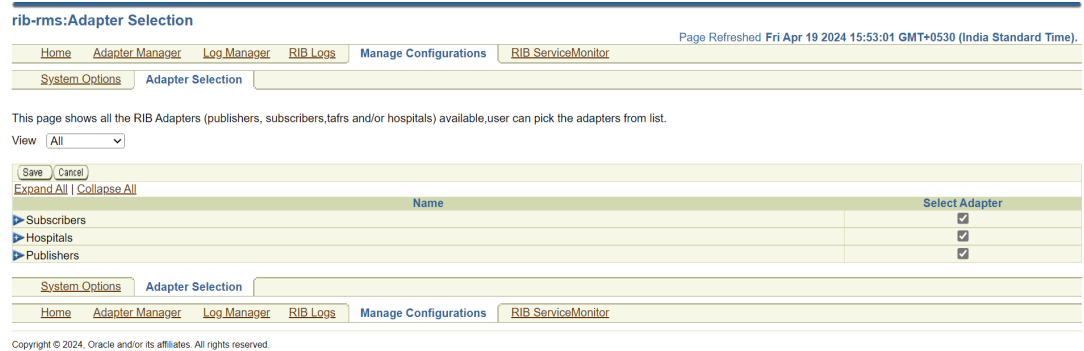 rib-rms:Adapter Selection
Page Refreshed Fri Apr 19 2024 15:53:01 GMT+0530 (India Standard Time).
Home Adapter Manager Log Manager RIB Logs Manage Configurations RIB ServiceMonitor
System Options Adapter Selection
This page shows all the RIB Adapters (publishers, subscribers,tafrs and/or hospitals) available,user can pick the adapters from list.
View All
Save Cancel
Expand All | Collapse All
Name Select Adapter
Subscribers
Hospitals
Publishers
System Options Adapter Selection
Home Adapter Manager Log Manager RIB Logs Manage Configurations RIB ServiceMonitor
Copyright © 2024, Oracle and/or its affiliates. All rights reserved.